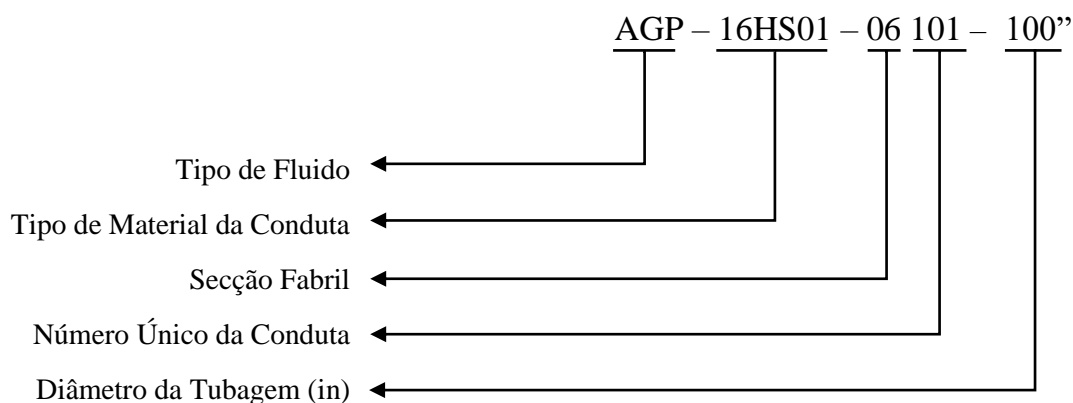 AGP – 16HS01 – 06 101 – 100”
Tipo de Fluido
Tipo de Material da Conduta
Secção Fabril
Número Único da Conduta
Diâmetro da Tubagem (in)